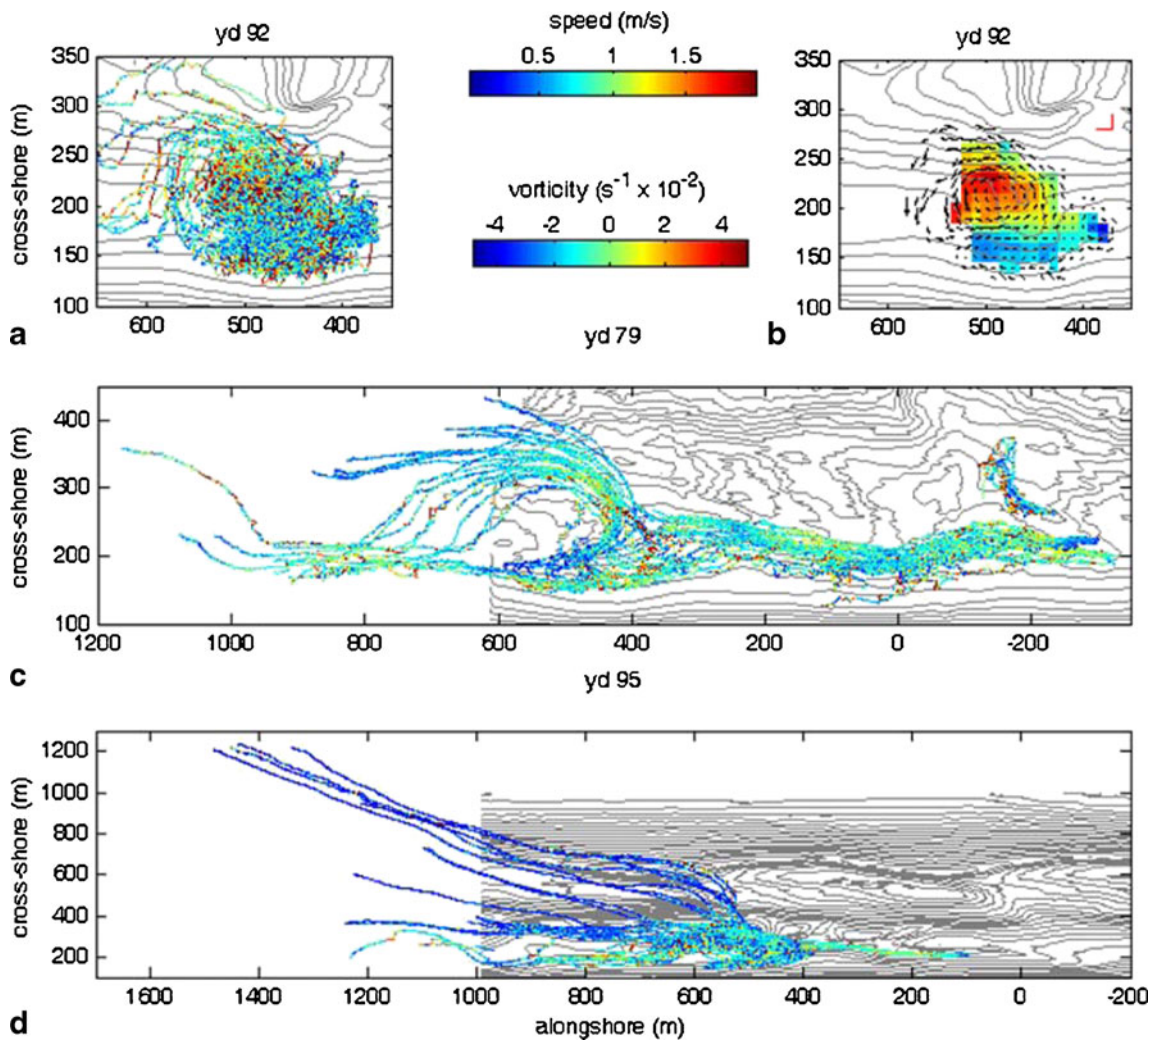 yd 92
speed (m/s)
0.5 1 1.5
yd 92
cross-shore (m)
350
300
250
200
150
100
600 500 400
a
vorticity (s⁻¹ x 10⁻²)
-4 -2 0 2 4
350
300
250
200
150
100
600 500 400
b
yd 79
cross-shore (m)
400
300
200
100
1200 1000 800 600 400 200 0 -200
c
yd 95
cross-shore (m)
1200
1000
800
600
400
200
1600 1400 1200 1000 800 600 400 200 0 -200
alongshore (m)
d